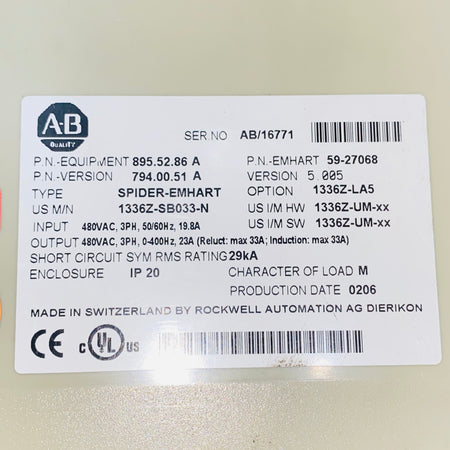 A-B
QUALITY
SER.NO AB/16771
P.N.-EQUIPMENT 895.52.86 A P.N.-EMHART 59-27068
P.N.-VERSION 794.00.51 A VERSION 5.005
TYPE SPIDER-EMHART OPTION 1336Z-LA5
US M/N 1336Z-SB033-N US I/M HW 1336Z-UM-xx
INPUT 480VAC, 3PH, 50/60Hz, 19.8A US I/M SW 1336Z-UM-xx
OUTPUT 480VAC, 3PH, 0-400Hz, 23A (Reluct: max 33A; Induction: max 33A)
SHORT CIRCUIT SYM RMS RATING 29kA
ENCLOSURE IP 20 CHARACTER OF LOAD M
PRODUCTION DATE 0206
MADE IN SWITZERLAND BY ROCKWELL AUTOMATION AG DIERIKON
CE C UL US